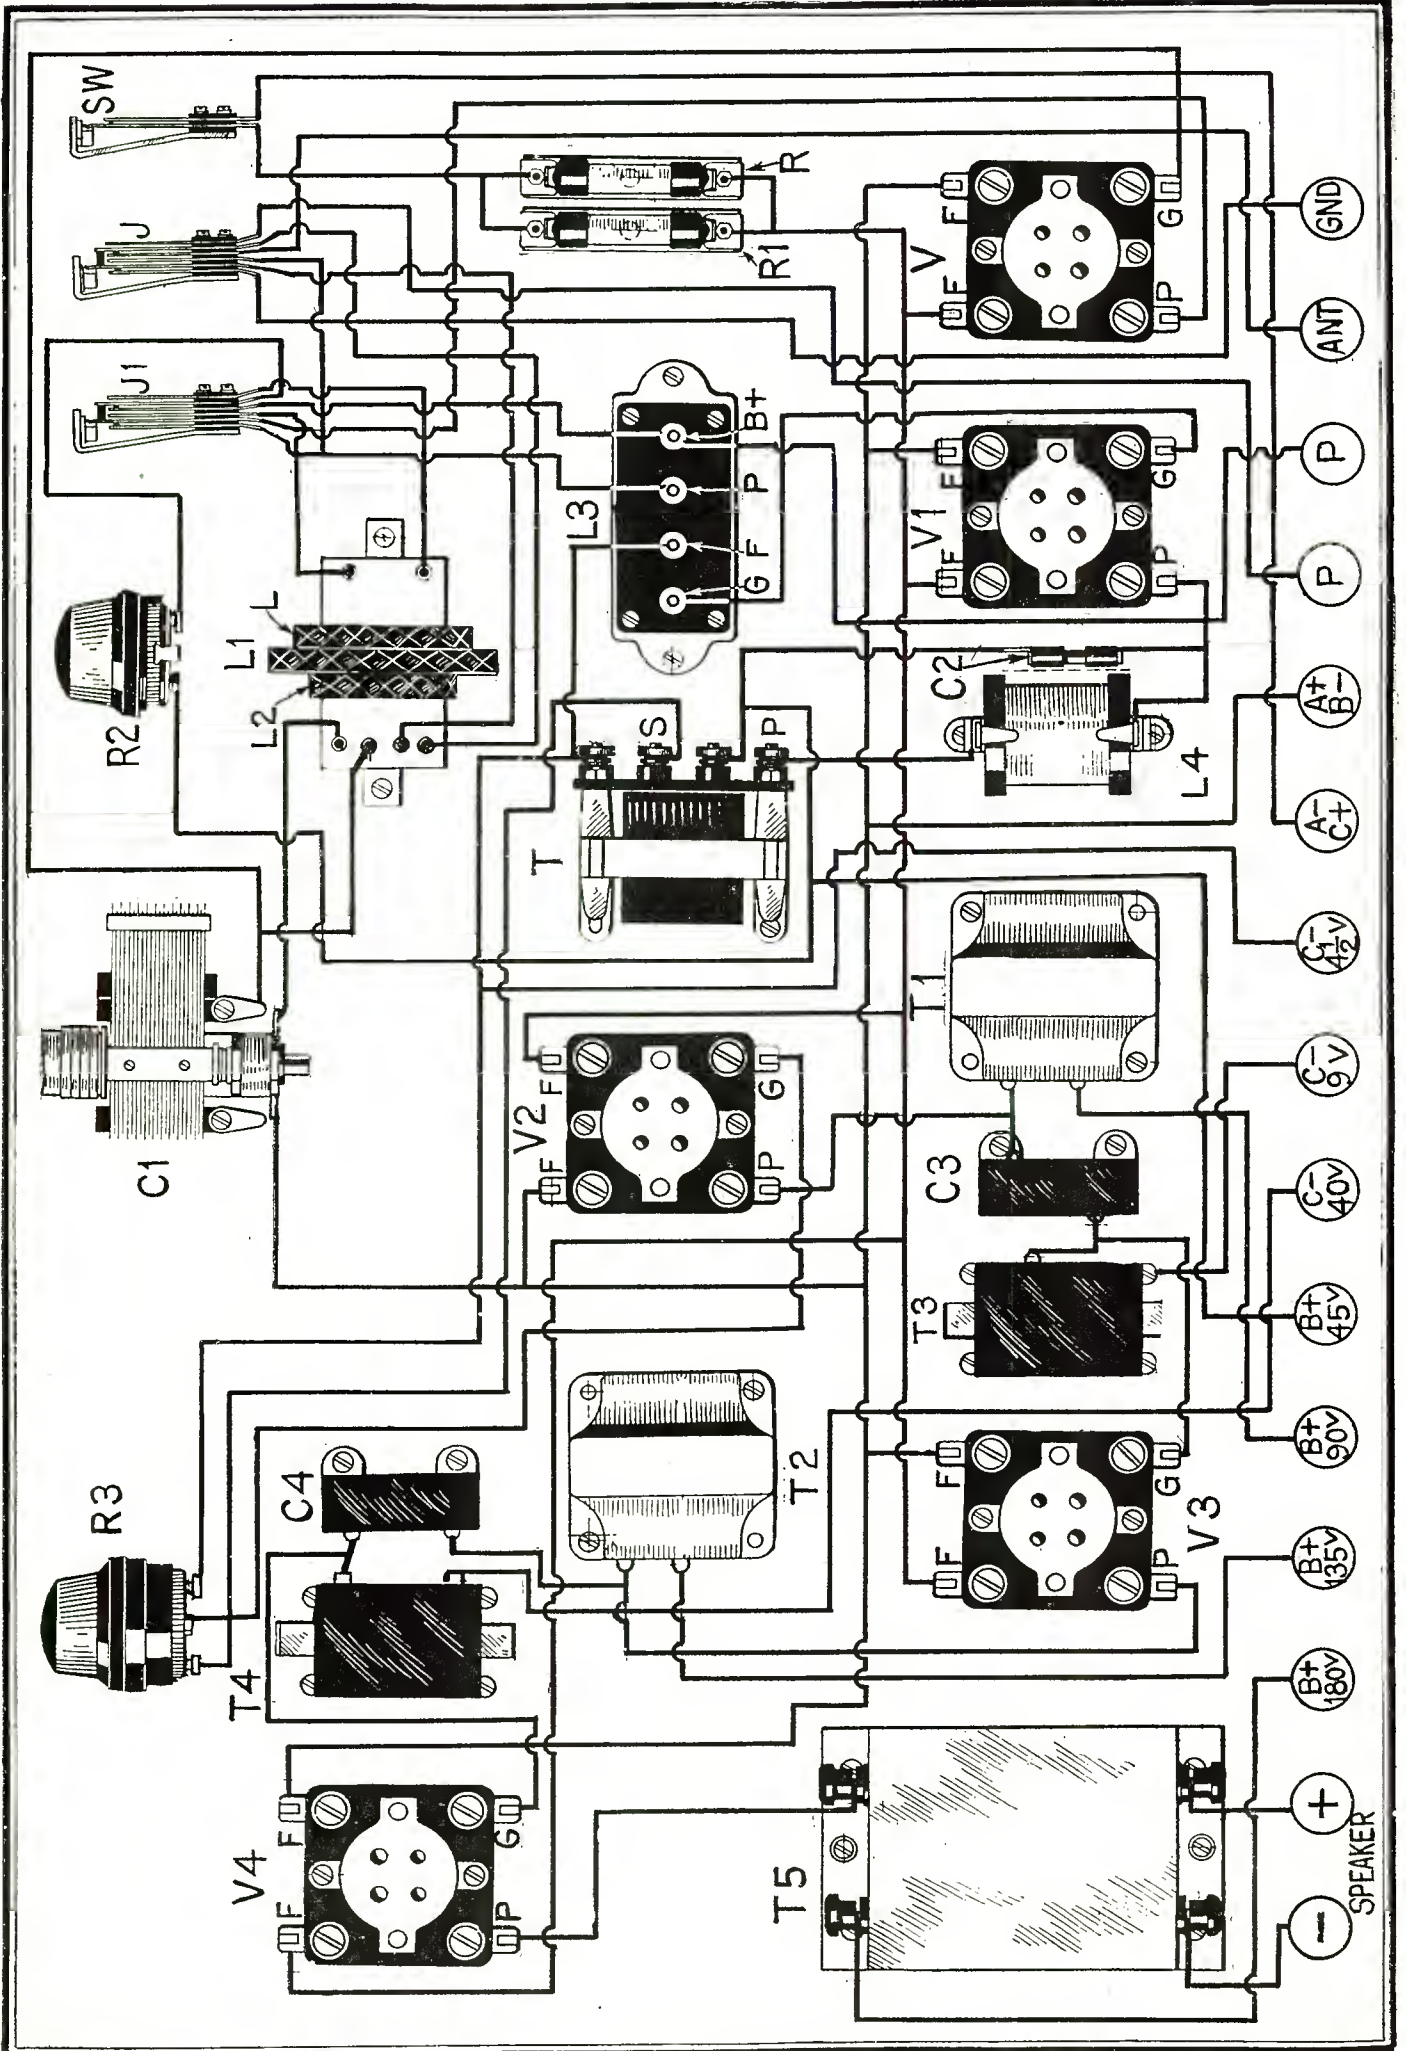 R3
C1
R2
J1
J
SW
V4
F
F
P
G
T4
C4
L2
L1
L
V2
F
F
P
G
T2
T
S
P
L3
G
F
P
B+
R1
R
T5
V3
F
F
P
G
T3
C3
T1
L4
C2
V1
F
F
P
G
V
F
F
P
G
−
+
SPEAKER
B+
180V
B+
135V
B+
90V
B+
45V
C−
40V
C−
9V
C−
4½V
A−
C+
A+
B−
P
P
ANT
GND